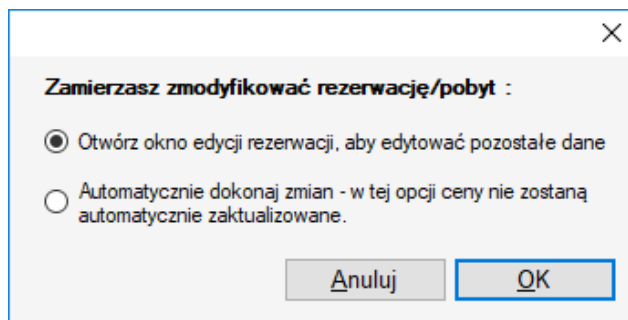 Zamierzasz zmodyfikować rezerwację/pobyt :
Otwórz okno edycji rezerwacji, aby edytować pozostałe dane
Automatycznie dokonaj zmian - w tej opcji ceny nie zostaną
automatycznie zaktualizowane.
Anuluj OK